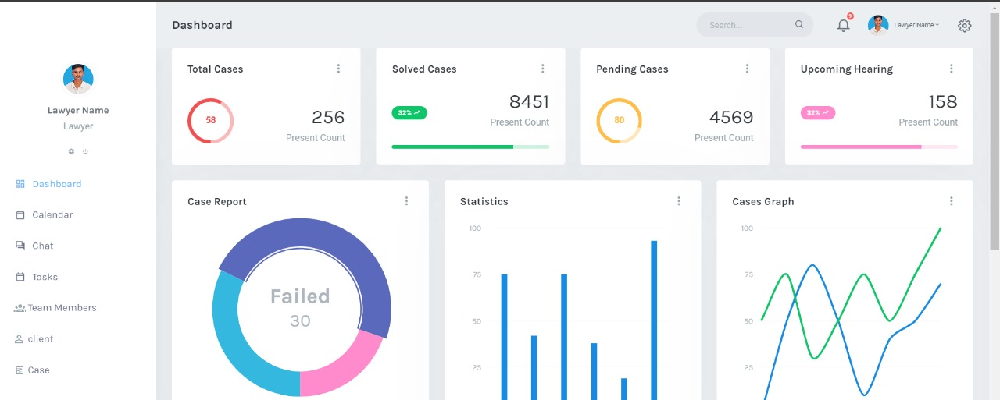 Dashboard
Search...
9
Lawyer Name
Lawyer Name
Lawyer
Dashboard
Calendar
Chat
Tasks
Team Members
client
Case
Total Cases
58
256
Present Count
Solved Cases
32%
8451
Present Count
Pending Cases
80
4569
Present Count
Upcoming Hearing
32%
158
Present Count
Case Report
Failed
30
Statistics
100
75
50
25
Cases Graph
100
75
50
25